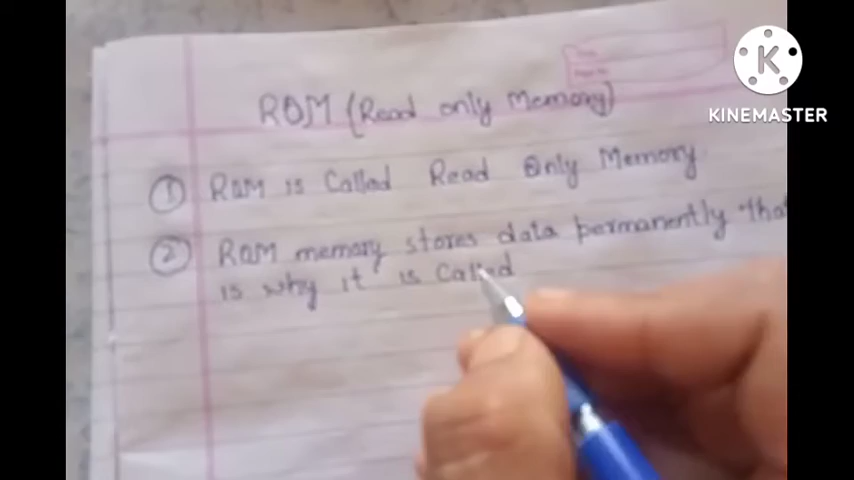 ROM (Read only Memory)
① ROM is Called Read Only Memory
② ROM memory stores data permanently that
is why it is Called
KINEMASTER